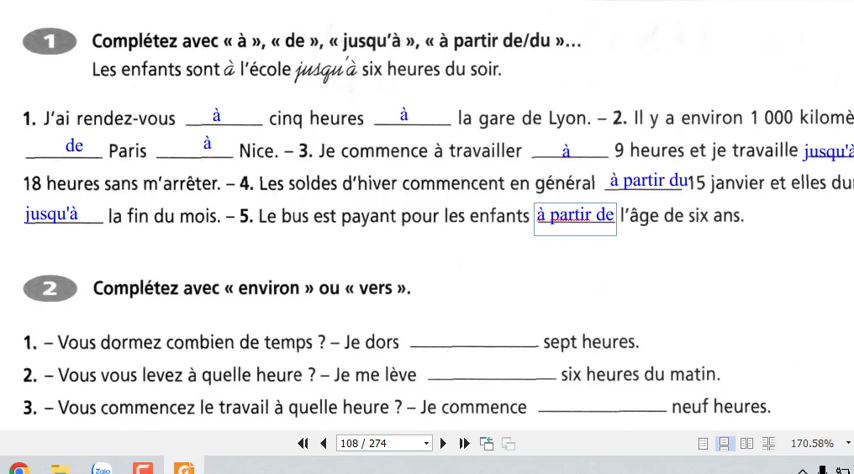 1 Complétez avec « à », « de », « jusqu'à », « à partir de/du »...
Les enfants sont à l'école jusqu'à six heures du soir.
1. J'ai rendez-vous à cinq heures à la gare de Lyon. – 2. Il y a environ 1 000 kilomè
de Paris à Nice. – 3. Je commence à travailler à 9 heures et je travaille jusqu'à
18 heures sans m'arrêter. – 4. Les soldes d'hiver commencent en général à partir du 15 janvier et elles du
jusqu'à la fin du mois. – 5. Le bus est payant pour les enfants à partir de l'âge de six ans.
2 Complétez avec « environ » ou « vers ».
1. – Vous dormez combien de temps ? – Je dors ____________ sept heures.
2. – Vous vous levez à quelle heure ? – Je me lève ____________ six heures du matin.
3. – Vous commencez le travail à quelle heure ? – Je commence ____________ neuf heures.
108 / 274 170.58%
Zalo